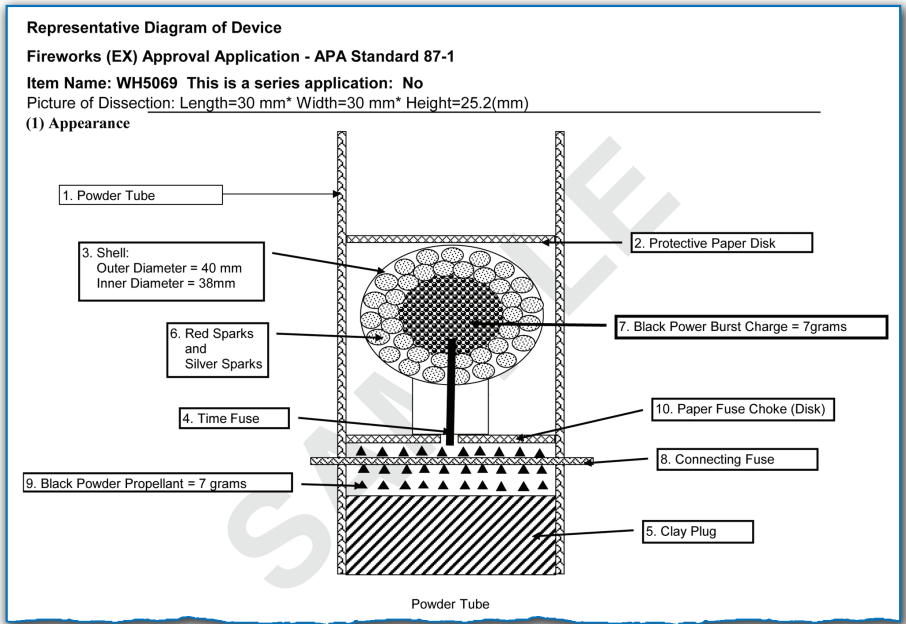 Representative Diagram of Device
Fireworks (EX) Approval Application - APA Standard 87-1
Item Name: WH5069 This is a series application: No
Picture of Dissection: Length=30 mm* Width=30 mm* Height=25.2(mm)
(1) Appearance
1. Powder Tube
2. Protective Paper Disk
3. Shell:
Outer Diameter = 40 mm
Inner Diameter = 38mm
7. Black Power Burst Charge = 7grams
6. Red Sparks
and
Silver Sparks
4. Time Fuse
10. Paper Fuse Choke (Disk)
8. Connecting Fuse
9. Black Powder Propellant = 7 grams
5. Clay Plug
Powder Tube
SAMPLE